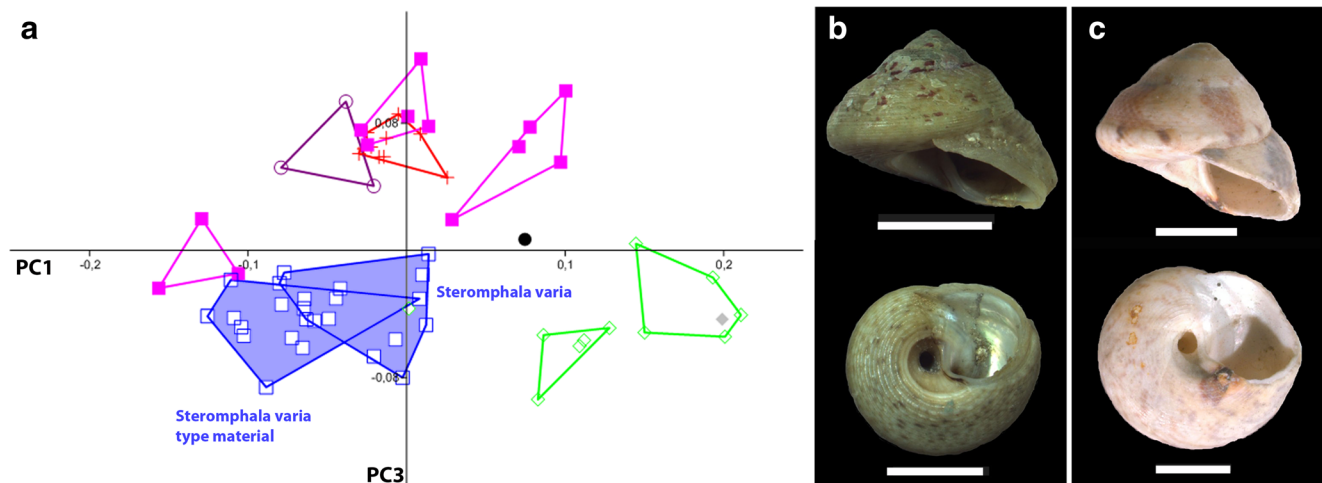 a
b
c
0,08
PC1
-0,2
-0,1
0,1
0,2
Steromphala varia
-0,08
Steromphala varia
type material
PC3